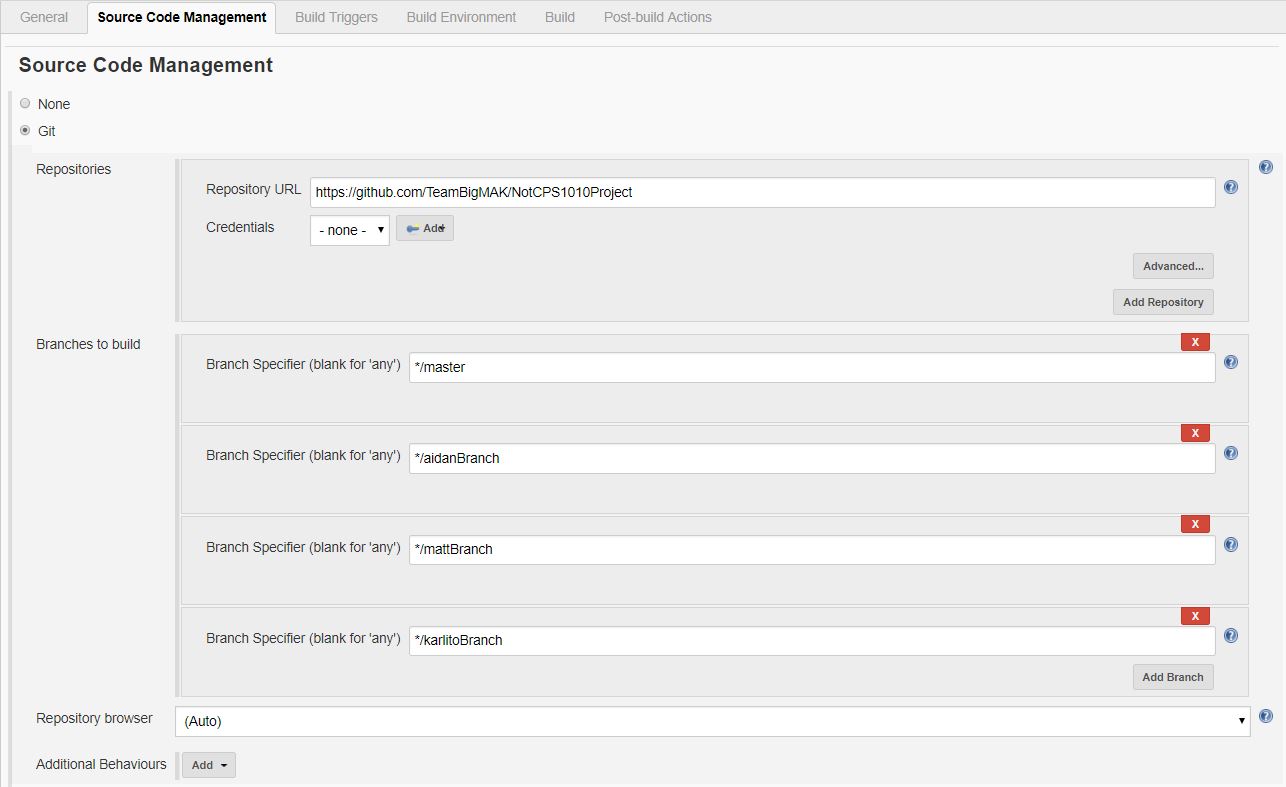 General Source Code Management Build Triggers Build Environment Build Post-build Actions
Source Code Management
None
Git
Repositories
Repository URL https://github.com/TeamBigMAK/NotCPS1010Project
Credentials - none - Add
Advanced...
Add Repository
Branches to build
X
Branch Specifier (blank for 'any') */master
X
Branch Specifier (blank for 'any') */aidanBranch
X
Branch Specifier (blank for 'any') */mattBranch
X
Branch Specifier (blank for 'any') */karlitoBranch
Add Branch
Repository browser (Auto)
Additional Behaviours Add